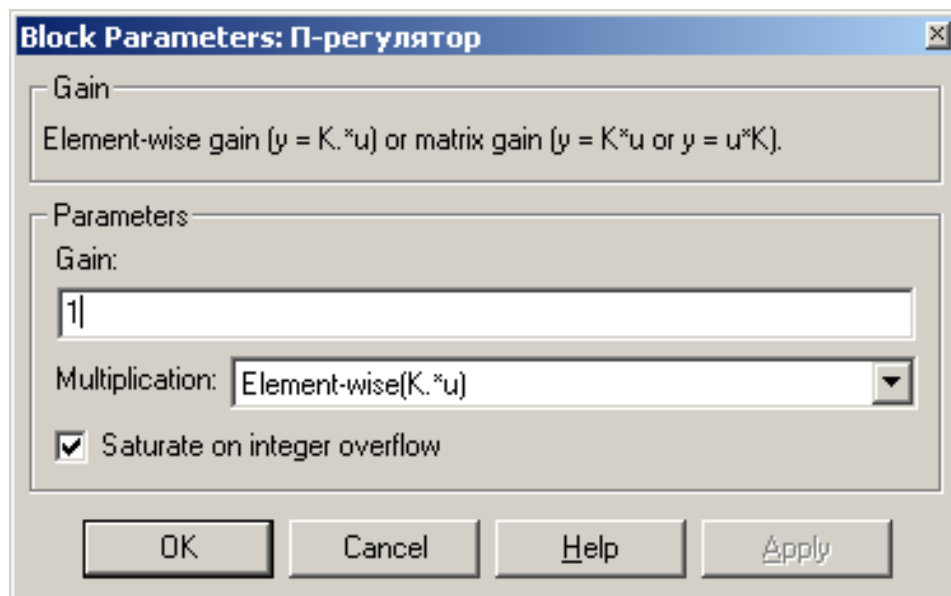 Block Parameters: П-регулятор
Gain
Element-wise gain (y = K.*u) or matrix gain (y = K*u or y = u*K).
Parameters
Gain:
1
Multiplication: Element-wise(K.*u)
Saturate on integer overflow
OK Cancel Help Apply